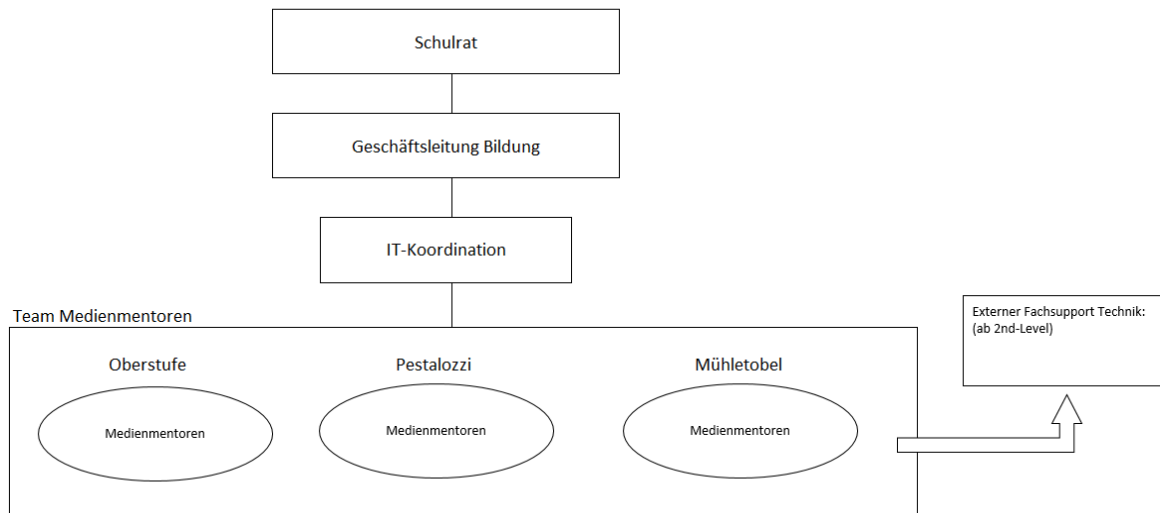 Schulrat
Geschäftsleitung Bildung
IT-Koordination
Team Medienmentoren
Externer Fachsupport Technik:
(ab 2nd-Level)
Oberstufe
Pestalozzi
Mühletobel
Medienmentoren
Medienmentoren
Medienmentoren